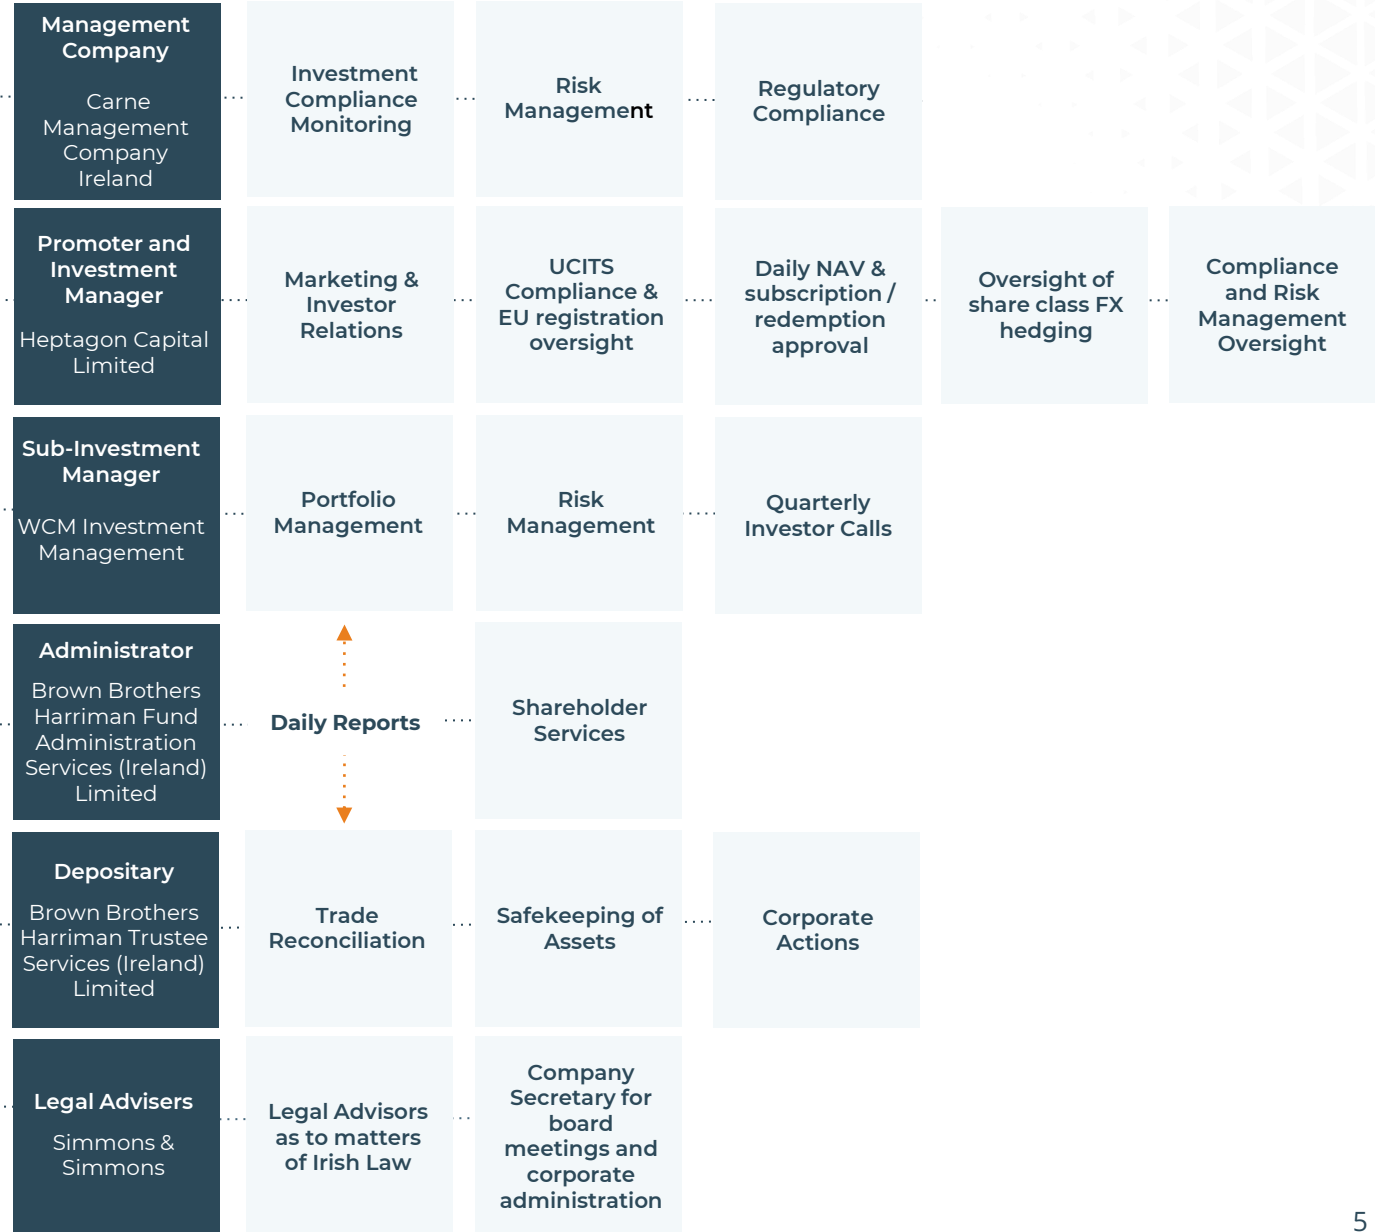 Management
Company
Carne
Management
Company
Ireland
Investment
Compliance
Monitoring
Risk
Management
Regulatory
Compliance
Promoter and
Investment
Manager
Heptagon Capital
Limited
Marketing &
Investor
Relations
UCITS
Compliance &
EU registration
oversight
Daily NAV &
subscription /
redemption
approval
Oversight of
share class FX
hedging
Compliance
and Risk
Management
Oversight
Sub-Investment
Manager
WCM Investment
Management
Portfolio
Management
Risk
Management
Quarterly
Investor Calls
Administrator
Brown Brothers
Harriman Fund
Administration
Services (Ireland)
Limited
Daily Reports
Shareholder
Services
Depositary
Brown Brothers
Harriman Trustee
Services (Ireland)
Limited
Trade
Reconciliation
Safekeeping of
Assets
Corporate
Actions
Legal Advisers
Simmons &
Simmons
Legal Advisors
as to matters
of Irish Law
Company
Secretary for
board
meetings and
corporate
administration
5